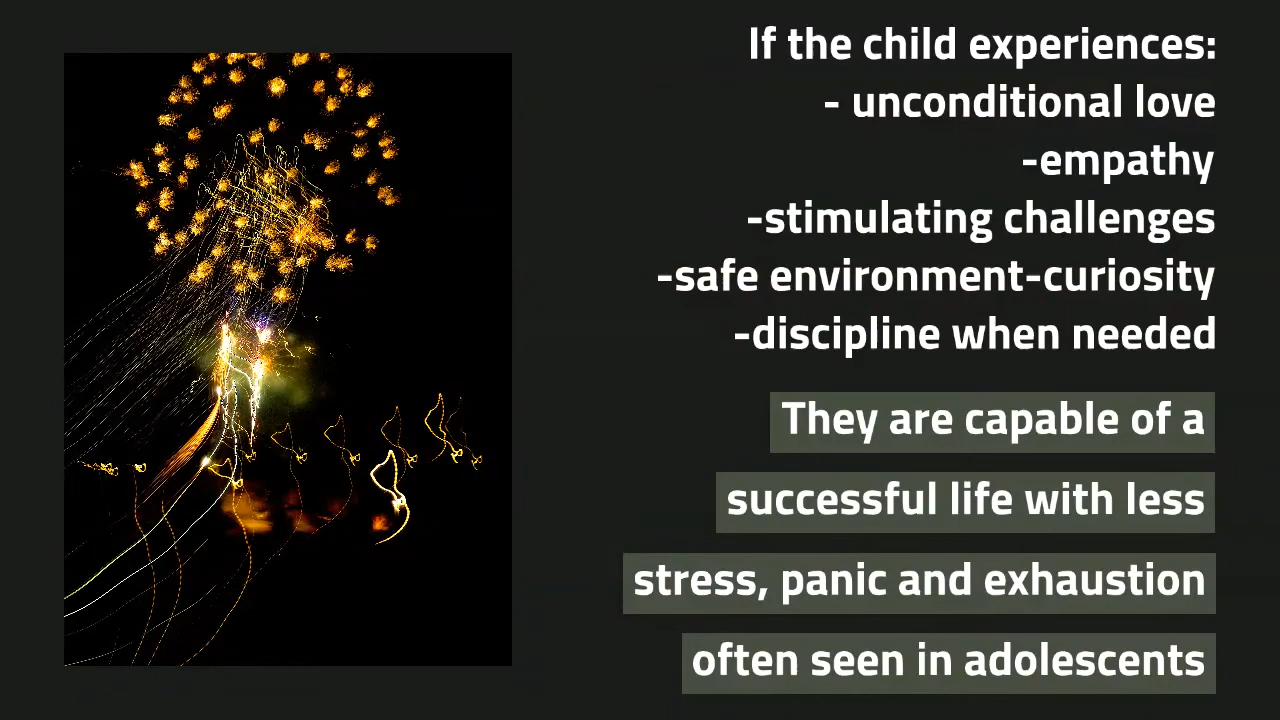 If the child experiences:
- unconditional love
-empathy
-stimulating challenges
-safe environment-curiosity
-discipline when needed
They are capable of a
successful life with less
stress, panic and exhaustion
often seen in adolescents